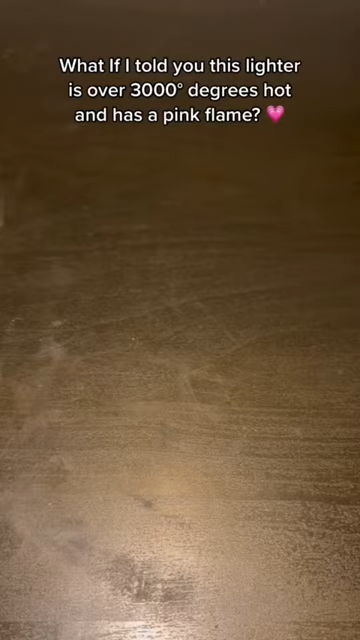 What If I told you this lighter
is over 3000° degrees hot
and has a pink flame? 💗